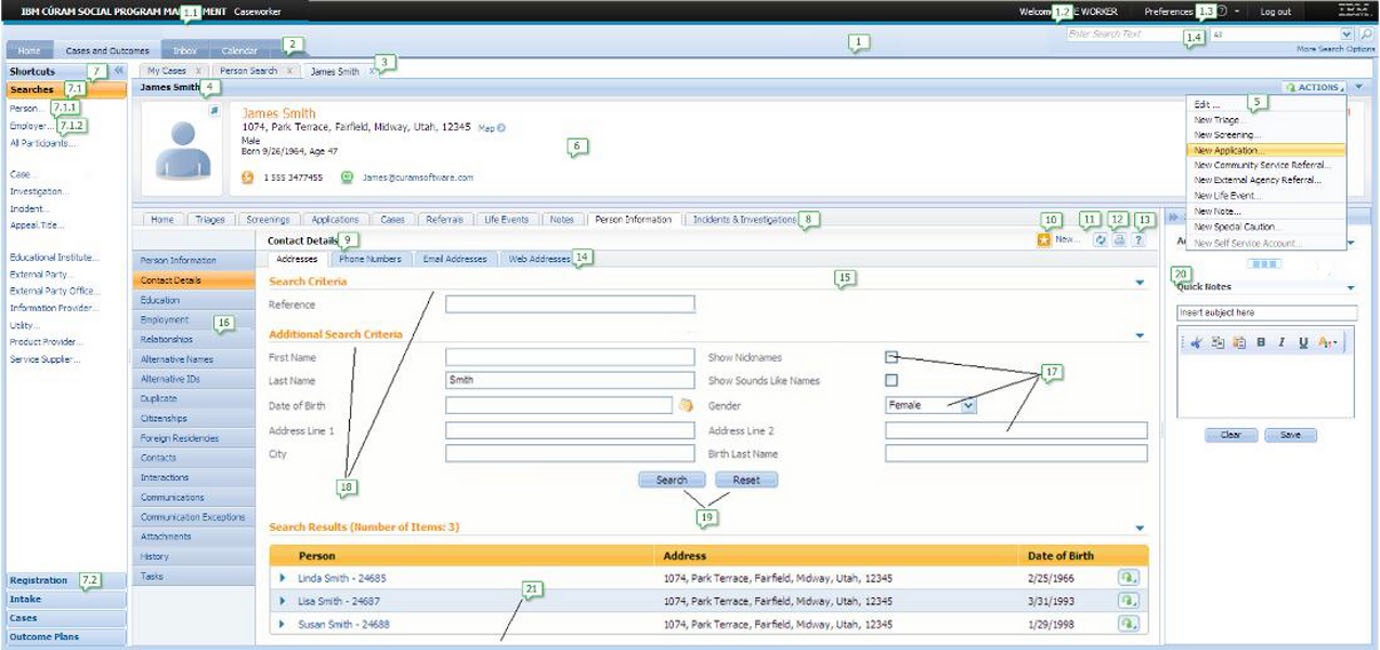 IBM CÚRAM SOCIAL PROGRAM MANAGEMENT Caseworker 1.1
Welcome 1.2 E WORKER Preferences 1.3 ? Log out IBM
1 Enter Search Text 1.4 All
More Search Options
Home Cases and Outcomes Inbox Calendar 2
Shortcuts 7
My Cases X Person Search X James Smith X 3
Searches 7.1
James Smith 4
ACTIONS
Person... 7.1.1
Employer... 7.1.2
All Participants...
Case...
Investigation...
Incident...
Appeal Title...
Educational Institute...
External Party...
External Party Office...
Information Provider...
Utility...
Product Provider...
Service Supplier...
Registration 7.2
Intake
Cases
Outcome Plans
James Smith
1074, Park Terrace, Fairfield, Midway, Utah, 12345 Map
Male
Born 9/26/1964, Age 47
6
1 555 3477455 James@curamsoftware.com
Edit ... 5
New Triage...
New Screening...
New Application...
New Community Service Referral...
New External Agency Referral...
New Life Event...
New Note...
New Special Caution...
New Self Service Account...
Home Triages Screenings Applications Cases Referrals Life Events Notes Person Information Incidents & Investigations 8
Contact Details 9
10 11 12 13
New... ?
Person Information
Contact Details
Education
Employment 16
Relationships
Alternative Names
Alternative IDs
Duplicate
Citizenships
Foreign Residencies
Contacts
Interactions
Communications
Communication Exceptions
Attachments
History
Tasks
Addresses Phone Numbers Email Addresses Web Addresses 14
Search Criteria 15
Reference
Additional Search Criteria
First Name Show Nicknames
17
Last Name Smith Show Sounds Like Names
Date of Birth Gender Female
Address Line 1 Address Line 2
City Birth Last Name
18
Search Reset
19
Search Results (Number of Items: 3)
Person Address Date of Birth
Linda Smith - 24685 1074, Park Terrace, Fairfield, Midway, Utah, 12345 2/25/1966
Lisa Smith - 24687 1074, Park Terrace, Fairfield, Midway, Utah, 12345 3/31/1993
Susan Smith - 24688 1074, Park Terrace, Fairfield, Midway, Utah, 12345 1/29/1998
21
20
Quick Notes
Insert subject here
B I U A
Clear Save